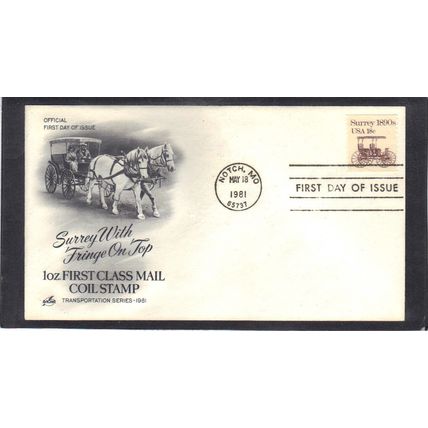 OFFICIAL
FIRST DAY OF ISSUE
Surrey With
Fringe On Top
1oz FIRST CLASS MAIL
COIL STAMP
TRANSPORTATION SERIES • 1981
NOTCH, MO
MAY 18
1981
65737
Surrey 1890s
USA 18c
FIRST DAY OF ISSUE